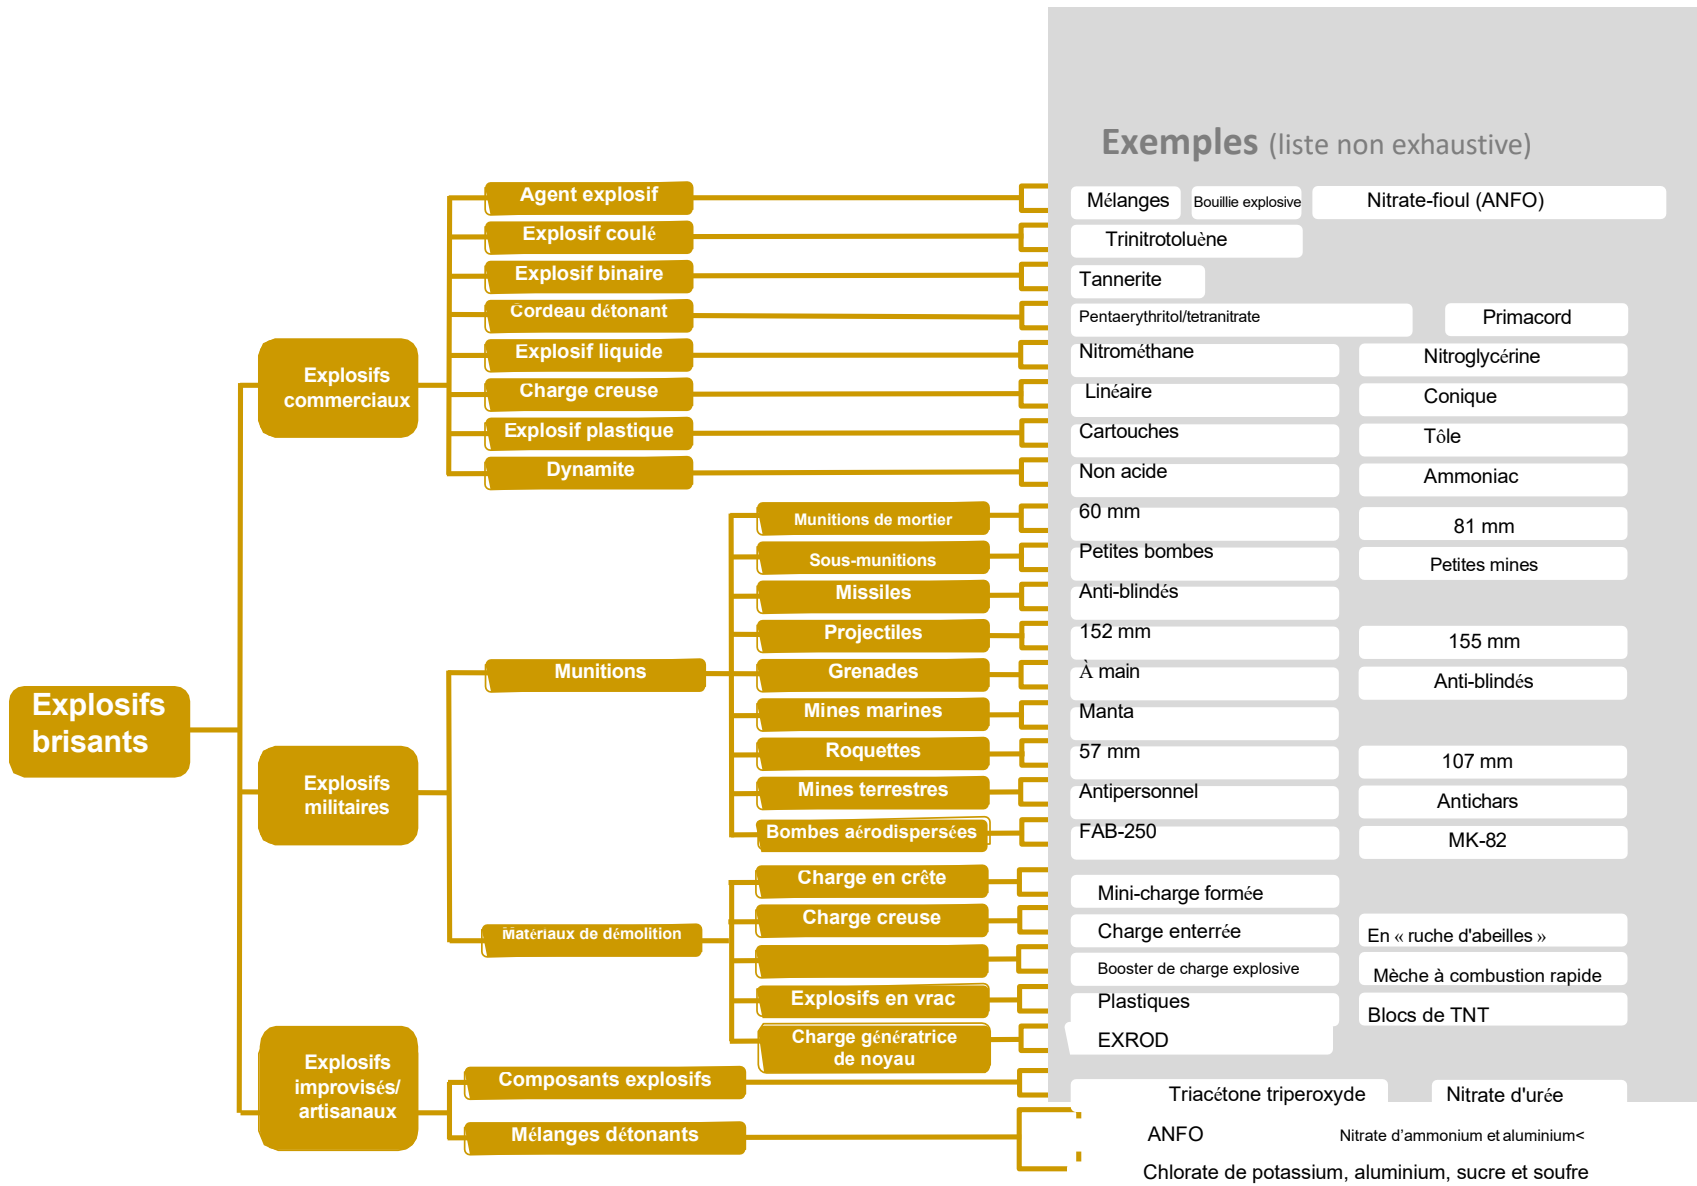 Exemples (liste non exhaustive)
Agent explosif
Mélanges
Bouillie explosive
Nitrate-fioul (ANFO)
Explosif coulé
Trinitrotoluène
Explosif binaire
Tannerite
Cordeau détonant
Pentaerythritol/tetranitrate
Primacord
Explosif liquide
Nitrométhane
Nitroglycérine
Explosifs
commerciaux
Charge creuse
Linéaire
Conique
Explosif plastique
Cartouches
Tôle
Dynamite
Non acide
Ammoniac
Munitions de mortier
60 mm
81 mm
Sous-munitions
Petites bombes
Petites mines
Missiles
Anti-blindés
Projectiles
152 mm
155 mm
Munitions
Grenades
À main
Anti-blindés
Explosifs
brisants
Mines marines
Manta
Roquettes
57 mm
107 mm
Explosifs
militaires
Mines terrestres
Antipersonnel
Antichars
Bombes aérodispersées
FAB-250
MK-82
Charge en crête
Mini-charge formée
Charge creuse
Charge enterrée
En « ruche d'abeilles »
Matériaux de démolition
Booster de charge explosive
Mèche à combustion rapide
Explosifs en vrac
Plastiques
Blocs de TNT
Charge génératrice
de noyau
EXROD
Explosifs
improvisés/
artisanaux
Composants explosifs
Triacétone triperoxyde
Nitrate d'urée
Mélanges détonants
ANFO
Nitrate d'ammonium et aluminium<
Chlorate de potassium, aluminium, sucre et soufre